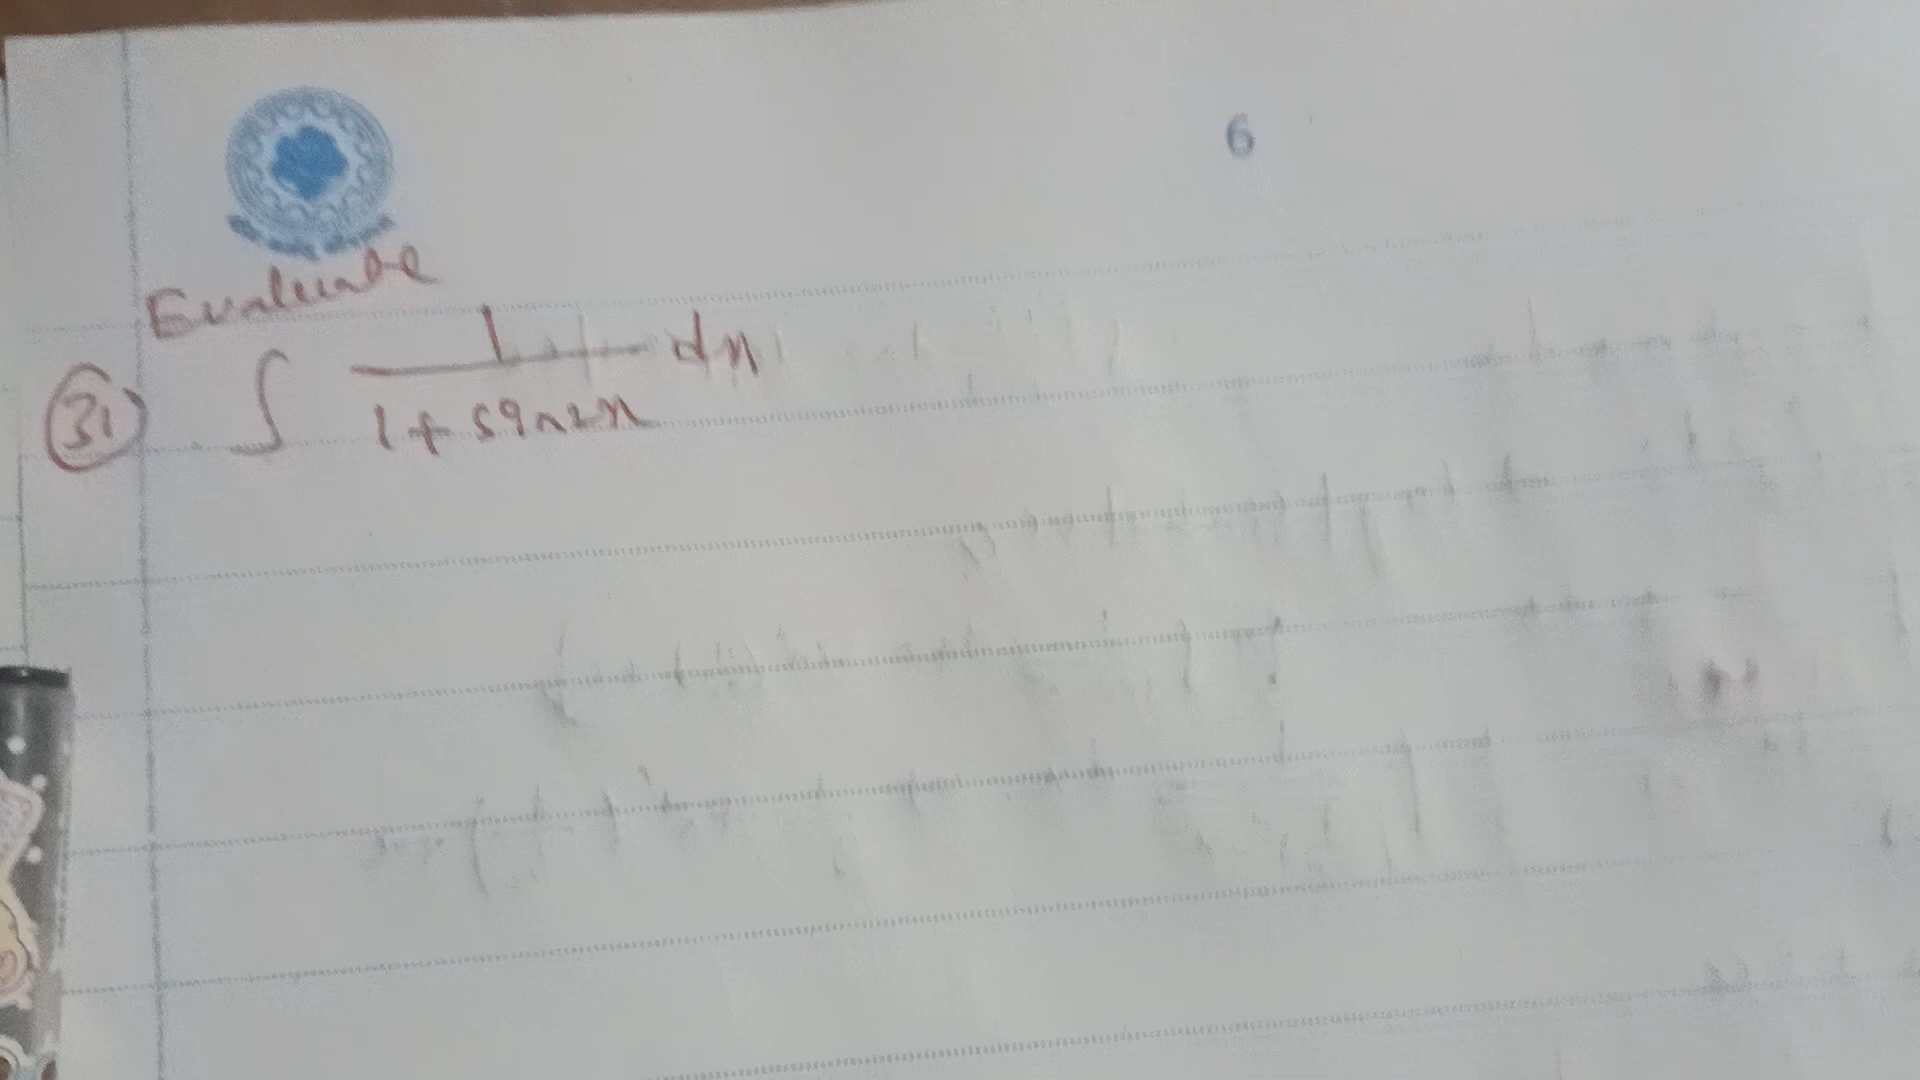 6
Evaluate
31 ∫ 1/(1 + sin2x) dx